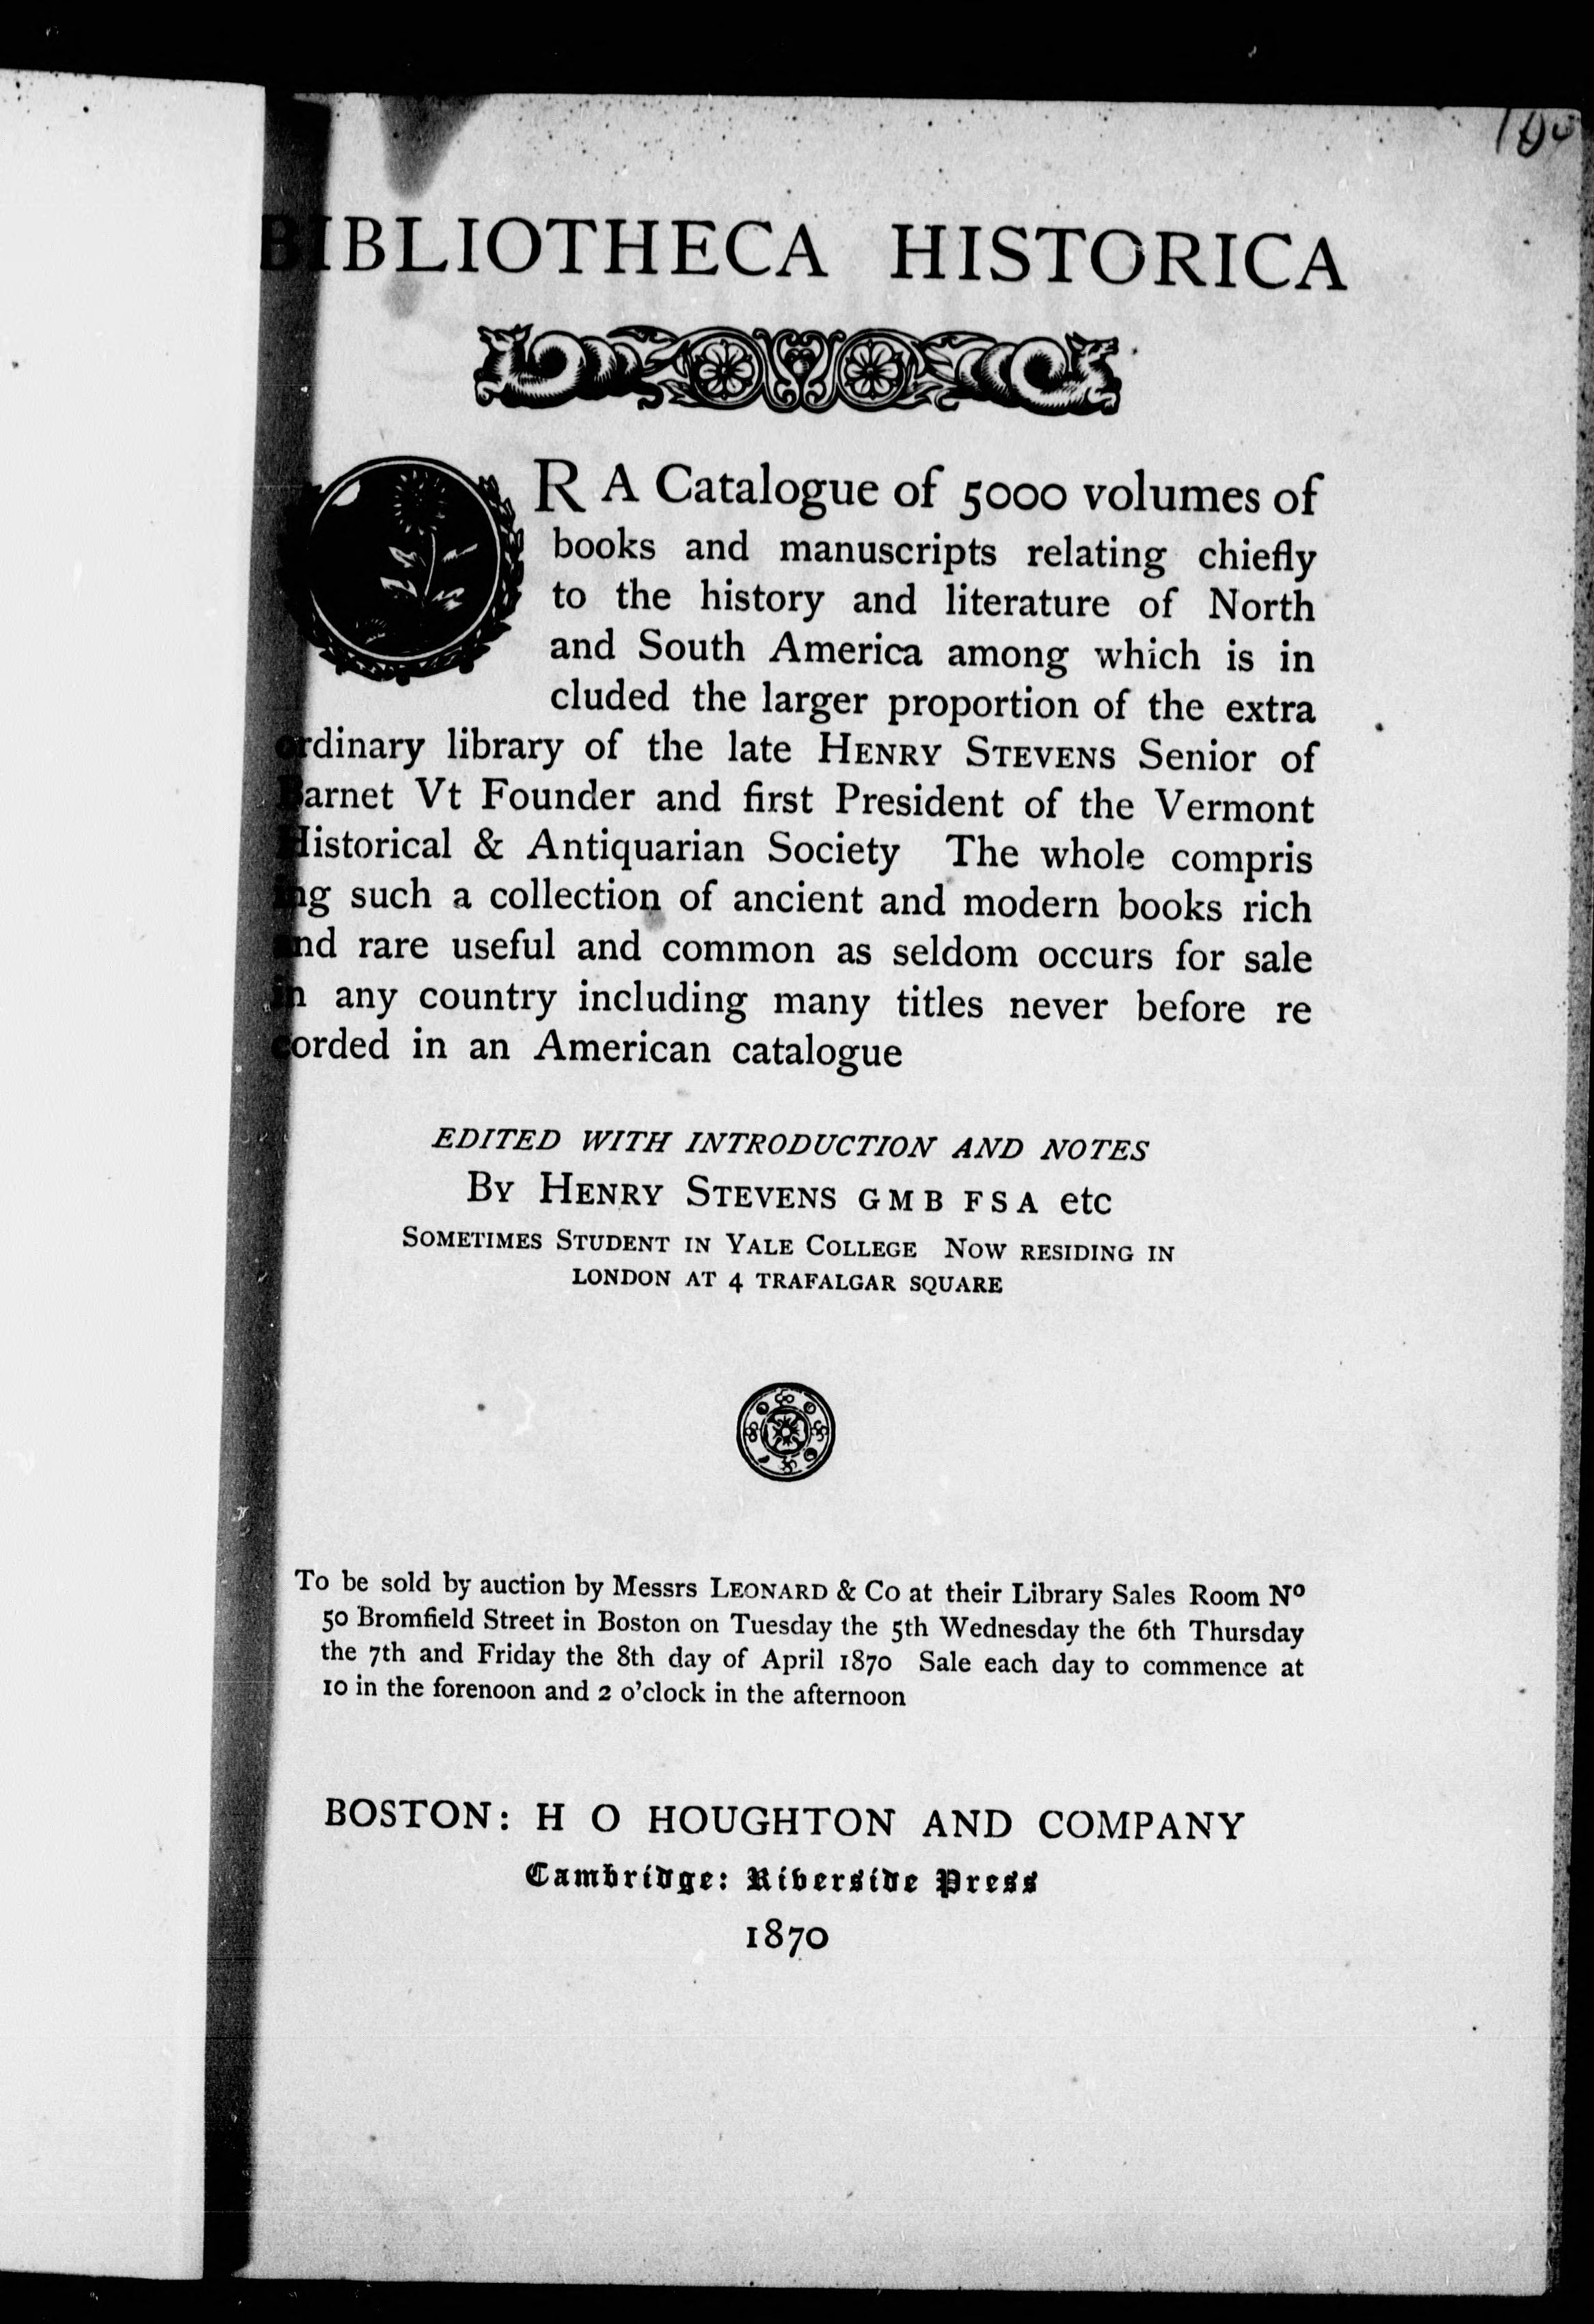 BIBLIOTHECA HISTORICA
R A Catalogue of 5000 volumes of
books and manuscripts relating chiefly
to the history and literature of North
and South America among which is in
cluded the larger proportion of the extra
ordinary library of the late HENRY STEVENS Senior of
Barnet Vt Founder and first President of the Vermont
Historical & Antiquarian Society The whole compris
ing such a collection of ancient and modern books rich
and rare useful and common as seldom occurs for sale
in any country including many titles never before re
corded in an American catalogue
EDITED WITH INTRODUCTION AND NOTES
BY HENRY STEVENS G M B F S A etc
SOMETIMES STUDENT IN YALE COLLEGE NOW RESIDING IN
LONDON AT 4 TRAFALGAR SQUARE
To be sold by auction by Messrs LEONARD & Co at their Library Sales Room Nº
50 Bromfield Street in Boston on Tuesday the 5th Wednesday the 6th Thursday
the 7th and Friday the 8th day of April 1870 Sale each day to commence at
10 in the forenoon and 2 o'clock in the afternoon
BOSTON: H O HOUGHTON AND COMPANY
Cambridge: Riverside Press
1870